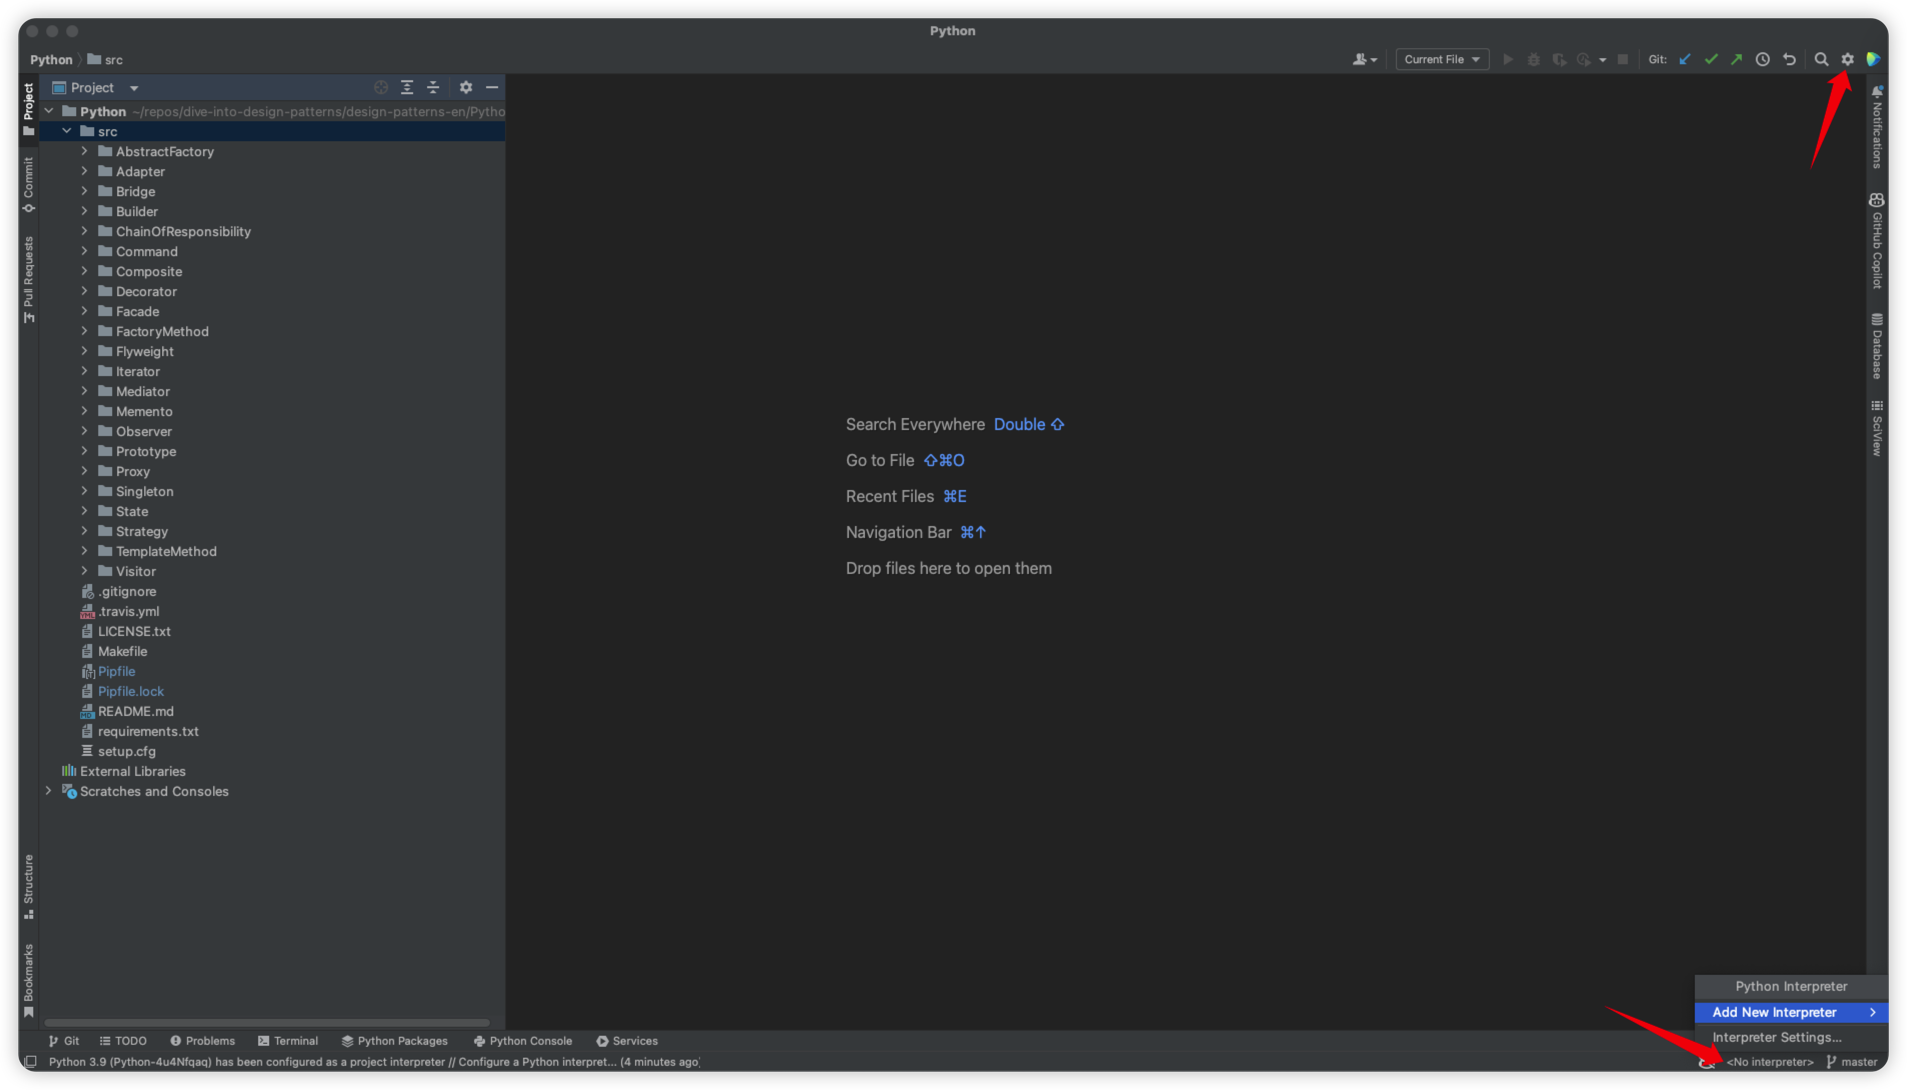 Python
Python
src
Current File
Git:
Project
Python ~/repos/dive-into-design-patterns/design-patterns-en/Pytho
src
AbstractFactory
Adapter
Bridge
Builder
ChainOfResponsibility
Command
Composite
Decorator
Facade
FactoryMethod
Flyweight
Iterator
Mediator
Memento
Observer
Prototype
Proxy
Singleton
State
Strategy
TemplateMethod
Visitor
.gitignore
.travis.yml
LICENSE.txt
Makefile
Pipfile
Pipfile.lock
README.md
requirements.txt
setup.cfg
External Libraries
Scratches and Consoles
Project
Commit
Pull Requests
Structure
Bookmarks
Search Everywhere Double ⇧
Go to File ⇧⌘O
Recent Files ⌘E
Navigation Bar ⌘↑
Drop files here to open them
Notifications
GitHub Copilot
Database
SciView
Python Interpreter
Add New Interpreter
Interpreter Settings...
Git
TODO
Problems
Terminal
Python Packages
Python Console
Services
Python 3.9 (Python-4u4Nfqaq) has been configured as a project interpreter // Configure a Python interpret... (4 minutes ago)
<No interpreter>
master